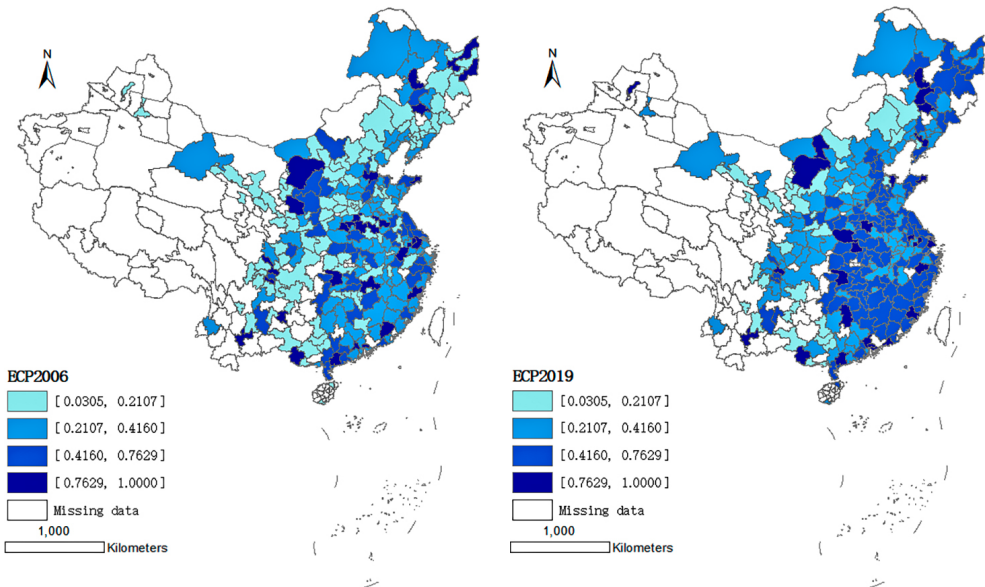 N
ECP2006
[0.0305, 0.2107]
[0.2107, 0.4160]
[0.4160, 0.7629]
[0.7629, 1.0000]
Missing data
1,000
Kilometers
N
ECP2019
[0.0305, 0.2107]
[0.2107, 0.4160]
[0.4160, 0.7629]
[0.7629, 1.0000]
Missing data
1,000
Kilometers